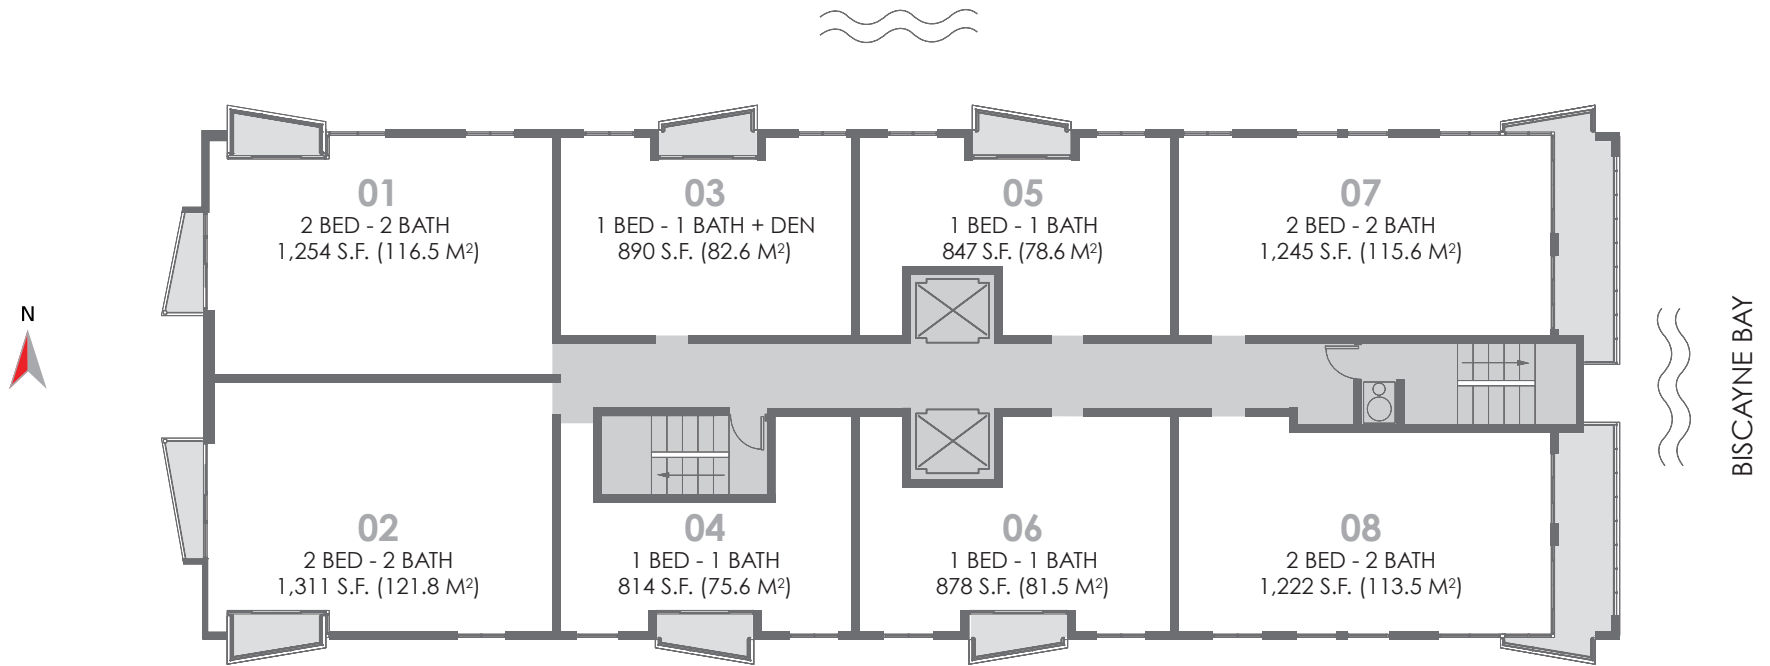 01
2 BED - 2 BATH
1,254 S.F. (116.5 M²)
03
1 BED - 1 BATH + DEN
890 S.F. (82.6 M²)
05
1 BED - 1 BATH
847 S.F. (78.6 M²)
07
2 BED - 2 BATH
1,245 S.F. (115.6 M²)
N
BISCAYNE BAY
02
2 BED - 2 BATH
1,311 S.F. (121.8 M²)
04
1 BED - 1 BATH
814 S.F. (75.6 M²)
06
1 BED - 1 BATH
878 S.F. (81.5 M²)
08
2 BED - 2 BATH
1,222 S.F. (113.5 M²)